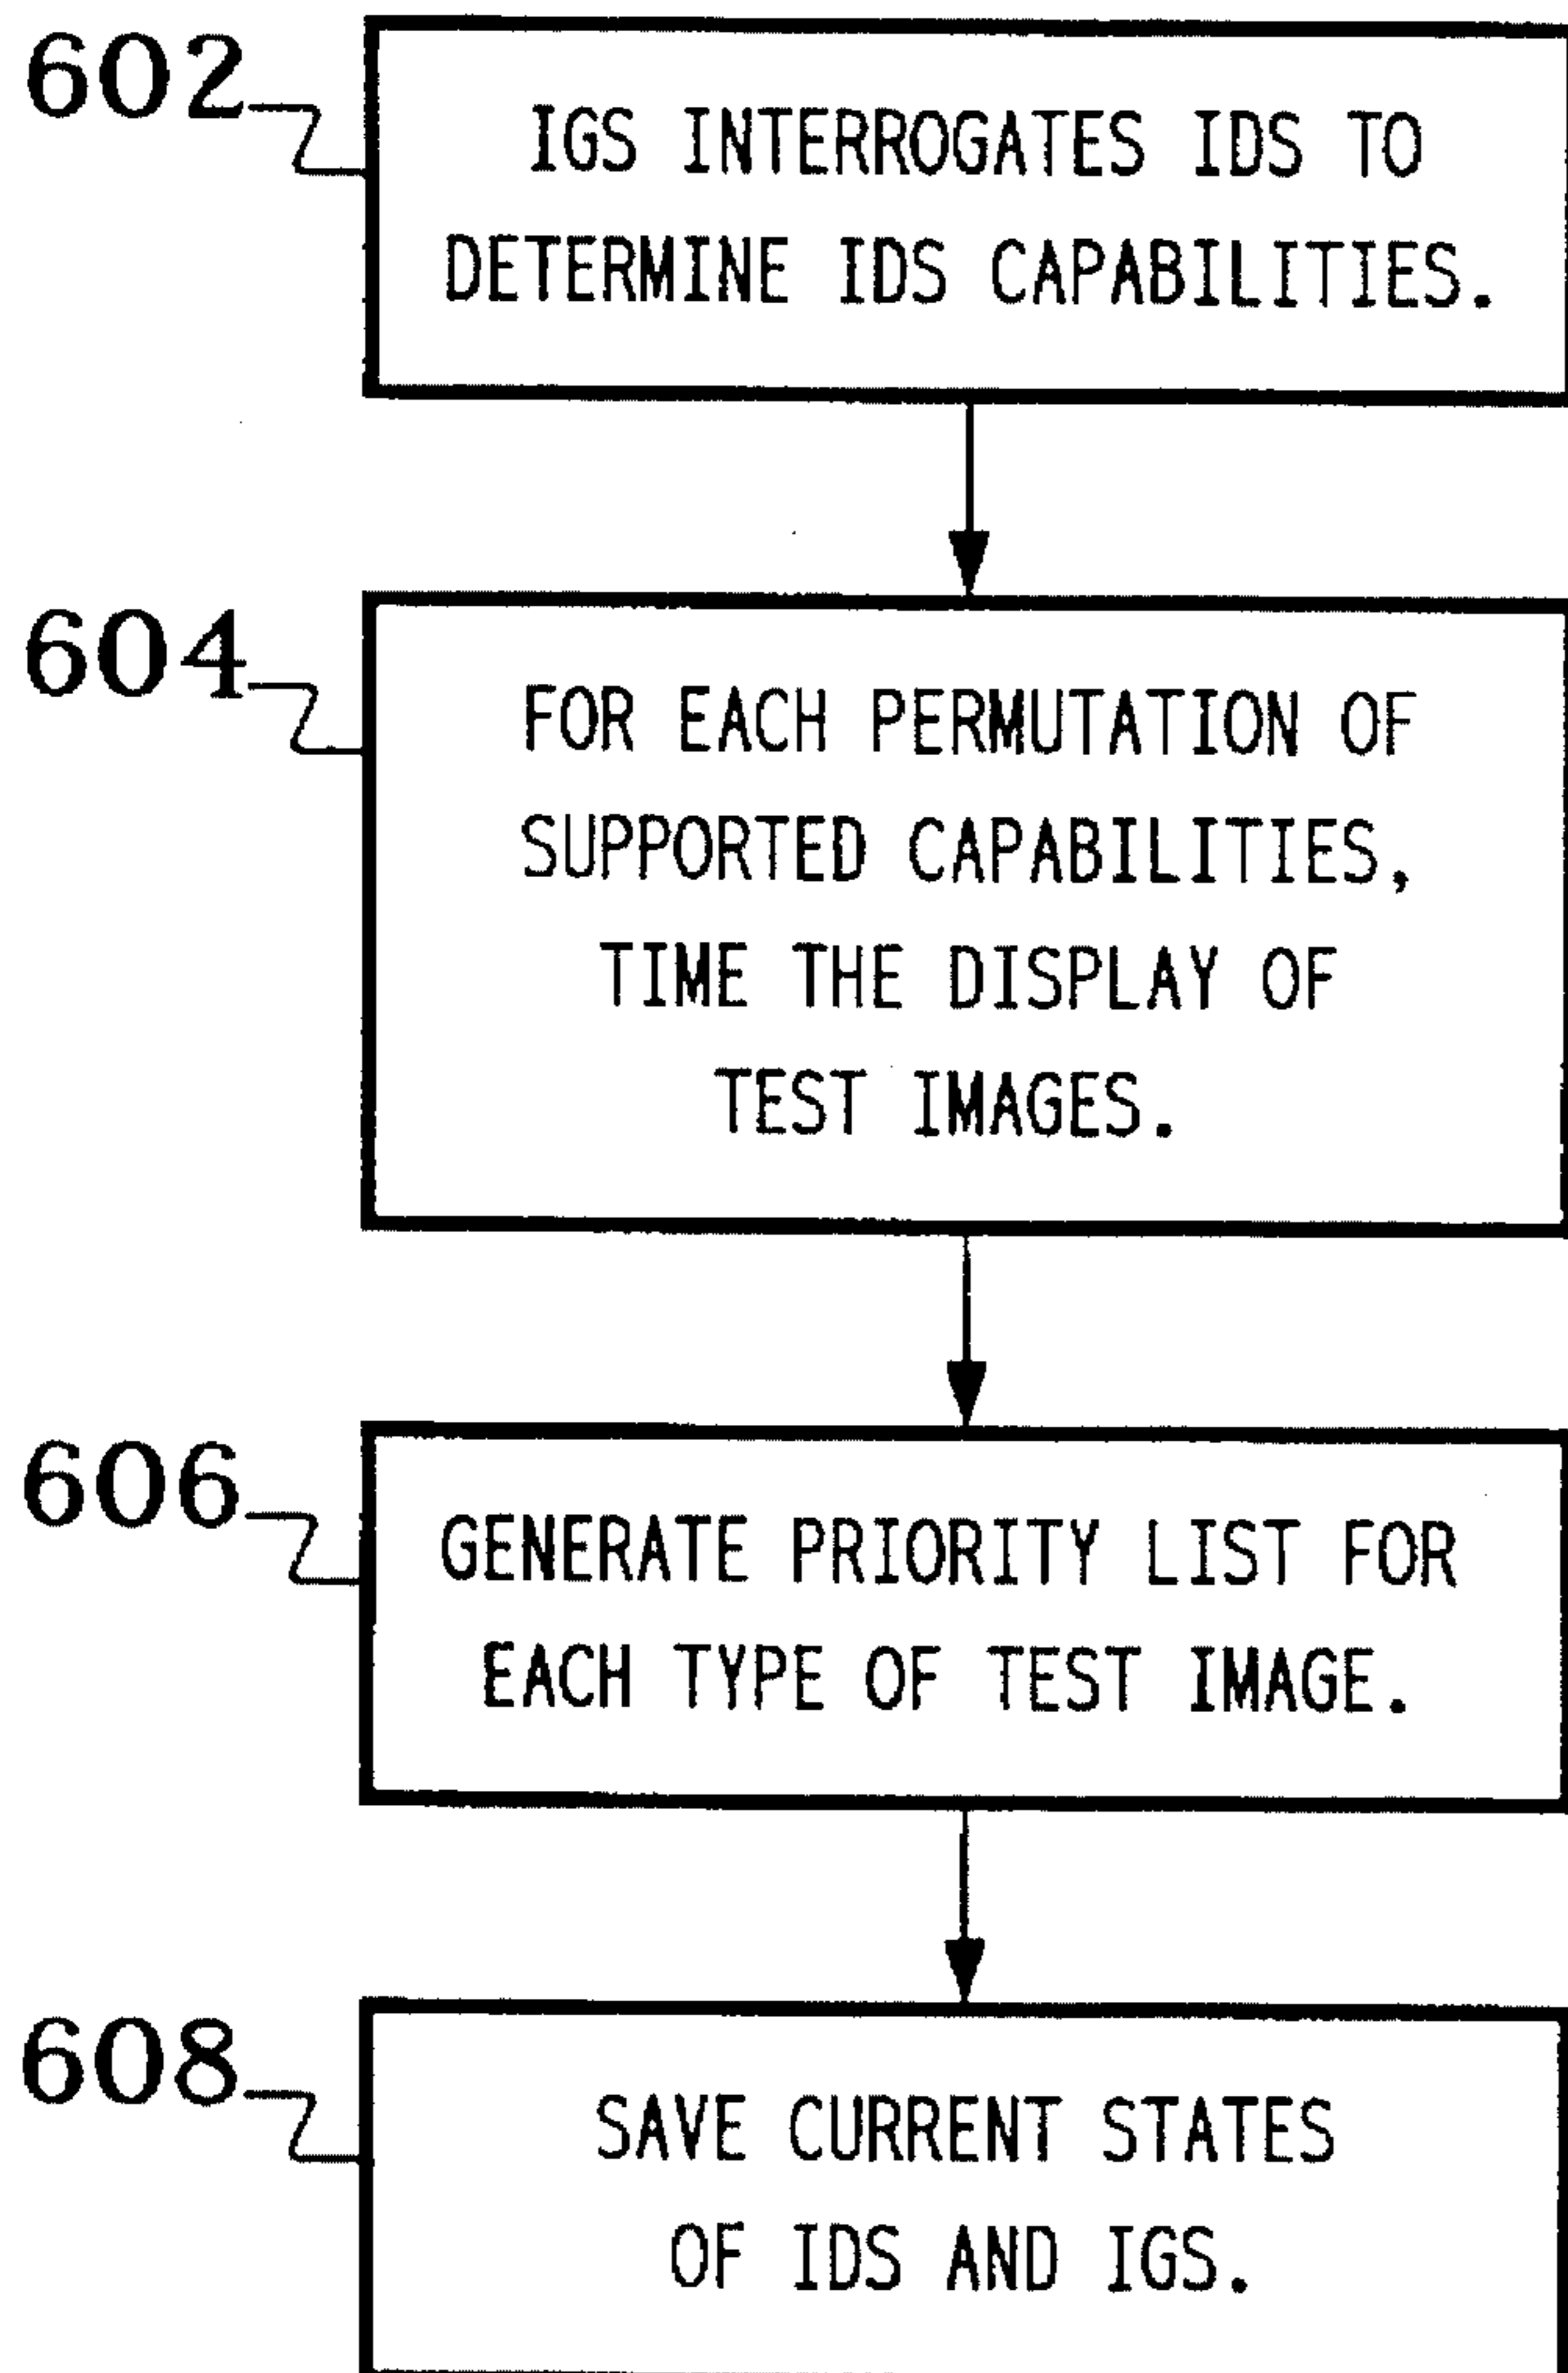 602
IGS INTERROGATES IDS TO
DETERMINE IDS CAPABILITIES.
604
FOR EACH PERMUTATION OF
SUPPORTED CAPABILITIES,
TIME THE DISPLAY OF
TEST IMAGES.
606
GENERATE PRIORITY LIST FOR
EACH TYPE OF TEST IMAGE.
608
SAVE CURRENT STATES
OF IDS AND IGS.